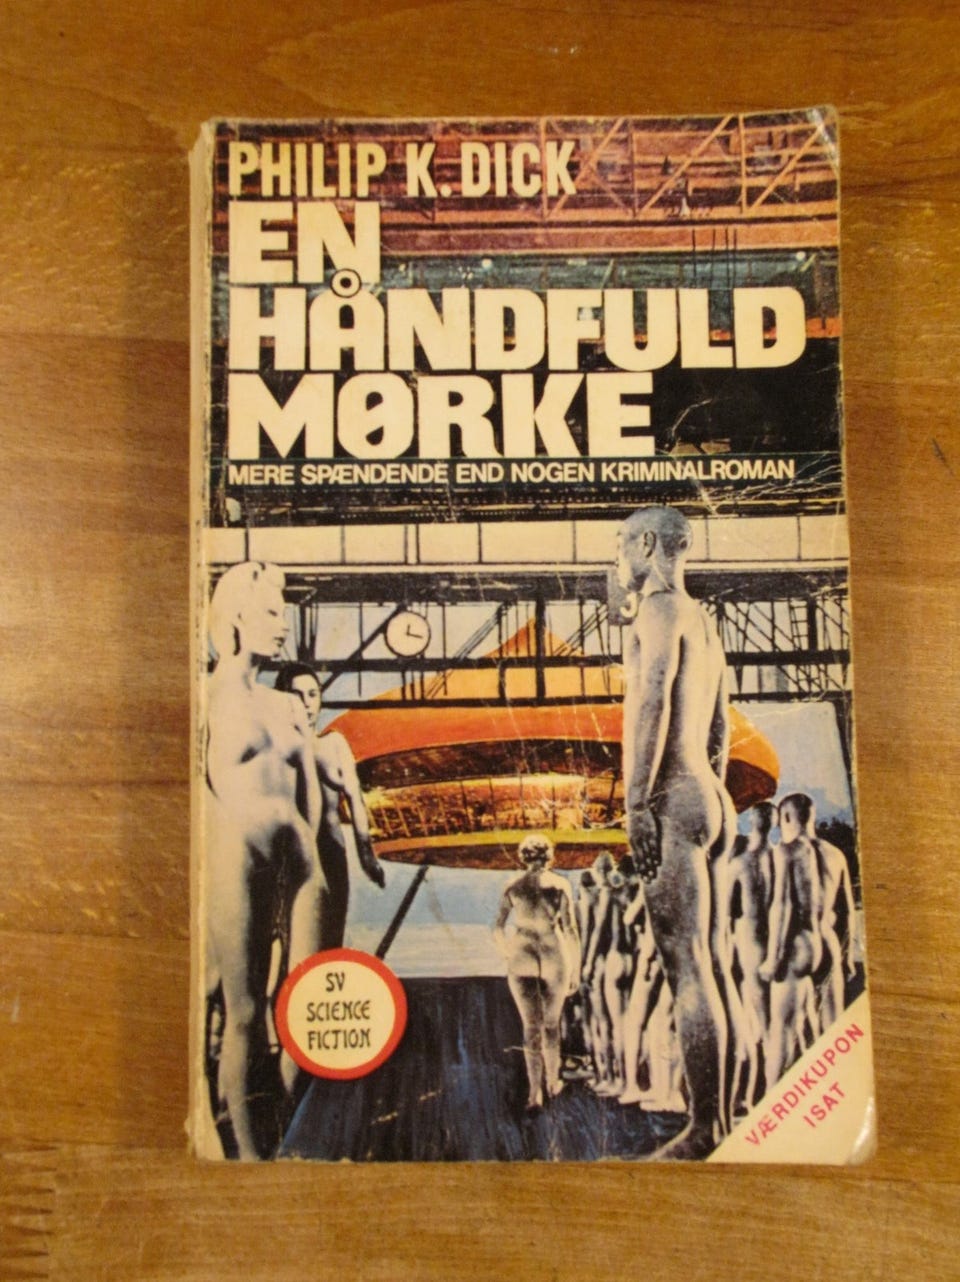 PHILIP K. DICK
EN
HÅNDFULD
MØRKE
MERE SPÆNDENDE END NOGEN KRIMINALROMAN
SV
SCIENCE
FICTION
VÆRDIKUPON
ISAT